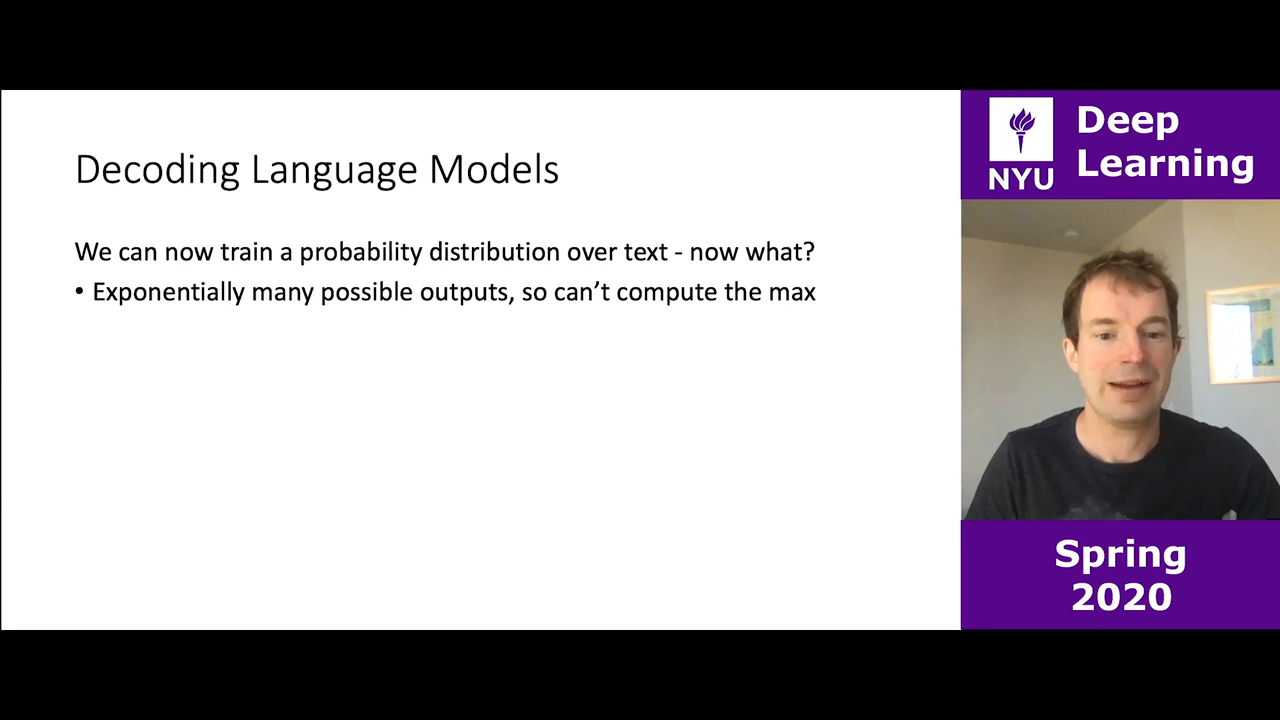 Decoding Language Models
We can now train a probability distribution over text - now what?
• Exponentially many possible outputs, so can’t compute the max
NYU
Deep
Learning
Spring
2020